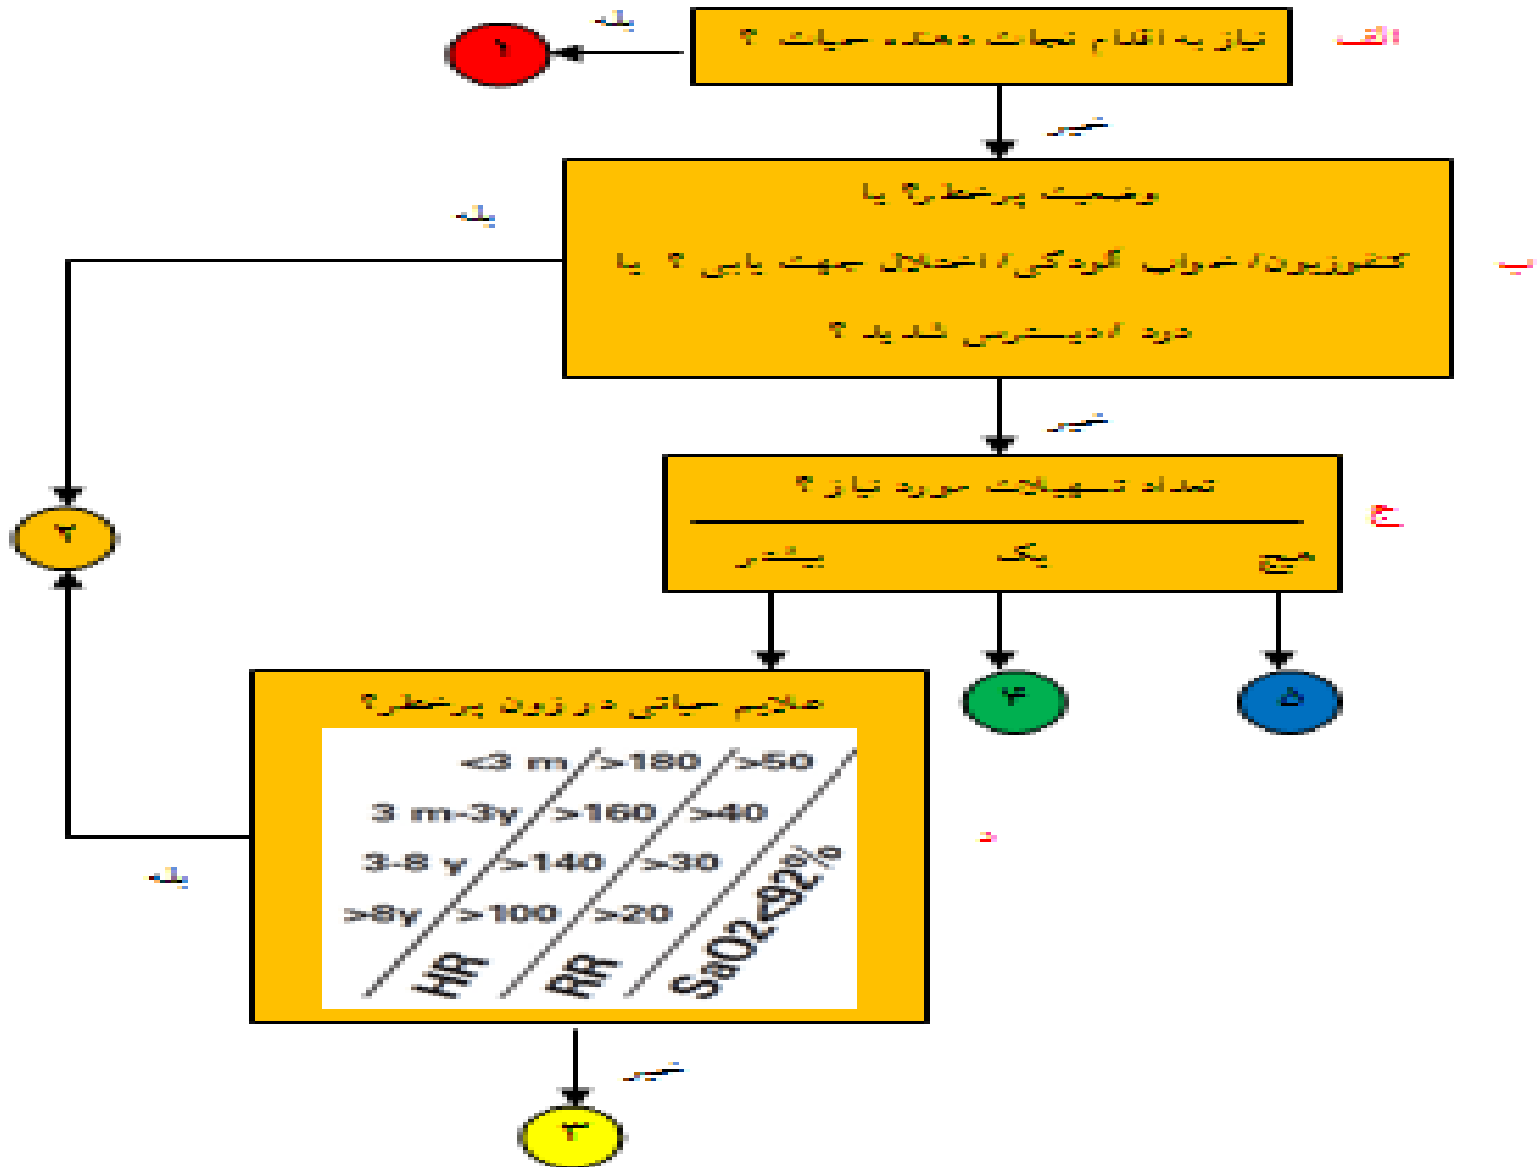 الف
نیاز به اقدام نجات دهنده حیات ؟
بله
۱
خیر
ب
وضعیت پرخطر؟ یا
کنفوزیون/ خواب آلودگی/ اختلال جهت یابی ؟ یا
درد /دیسترس شدید ؟
بله
۲
خیر
ج
تعداد تسهیلات مورد نیاز ؟
هیچ یک بیشتر
۵
۴
د
علایم حیاتی در زون پرخطر؟
<3 m >180 >50
3 m-3y >160 >40
3-8 y >140 >30
>8y >100 >20
HR RR SaO2<92%
بله
خیر
۳